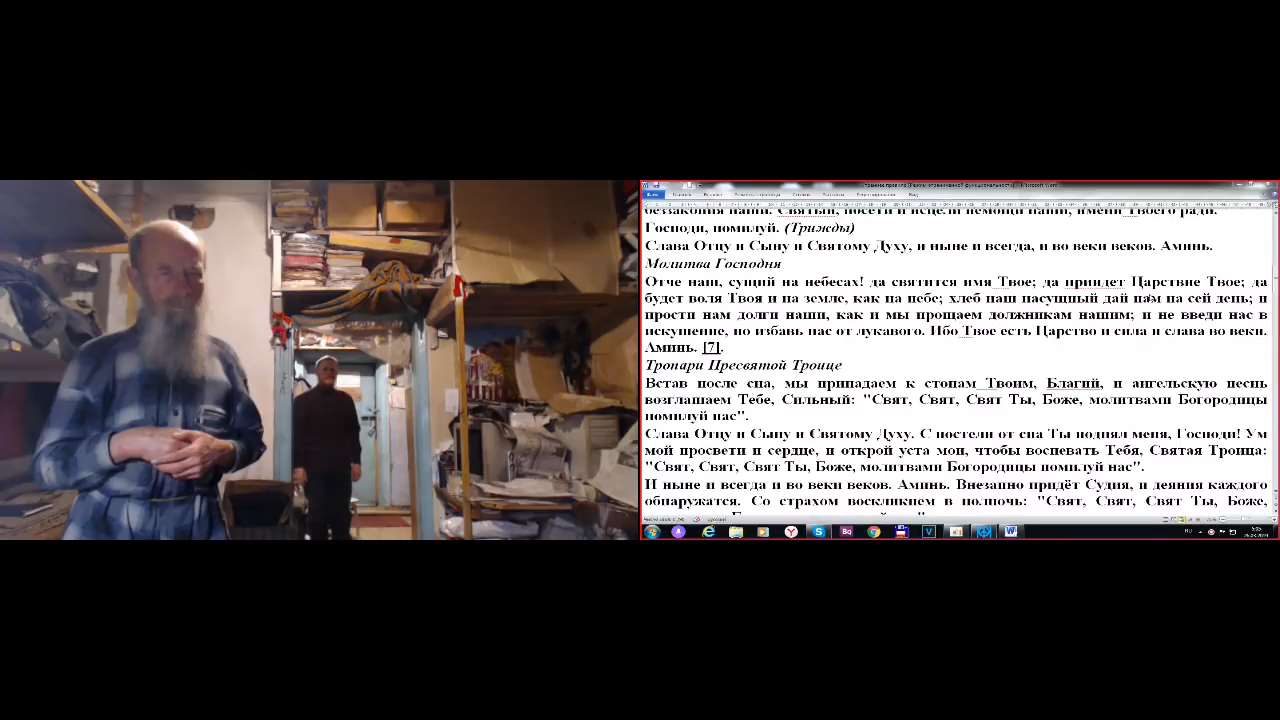 беззакония наши. Святый, посети и исцели немощи наши, имени Твоего ради.
Господи, помилуй. (Трижды)
Слава Отцу и Сыну и Святому Духу, и ныне и всегда, и во веки веков. Аминь.
Молитва Господня
Отче наш, сущий на небесах! да святится имя Твое; да приидет Царствие Твое; да
будет воля Твоя и на земле, как на небе; хлеб наш насущный дай нам на сей день; и
прости нам долги наши, как и мы прощаем должникам нашим; и не введи нас в
искушение, но избавь нас от лукавого. Ибо Твое есть Царство и сила и слава во веки.
Аминь. [7].
Тропари Пресвятой Троице
Встав после сна, мы припадаем к стопам Твоим, Благий, и ангельскую песнь
возглашаем Тебе, Сильный: "Свят, Свят, Свят Ты, Боже, молитвами Богородицы
помилуй нас".
Слава Отцу и Сыну и Святому Духу. С постели от сна Ты поднял меня, Господи! Ум
мой просвети и сердце, и открой уста мои, чтобы воспевать Тебя, Святая Троица:
"Свят, Свят, Свят Ты, Боже, молитвами Богородицы помилуй нас".
И ныне и всегда и во веки веков. Аминь. Внезапно придёт Судия, и деяния каждого
обнаружатся. Со страхом воскликнем в полночь: "Свят, Свят, Свят Ты, Боже,
RU
5:05
26.03.2019